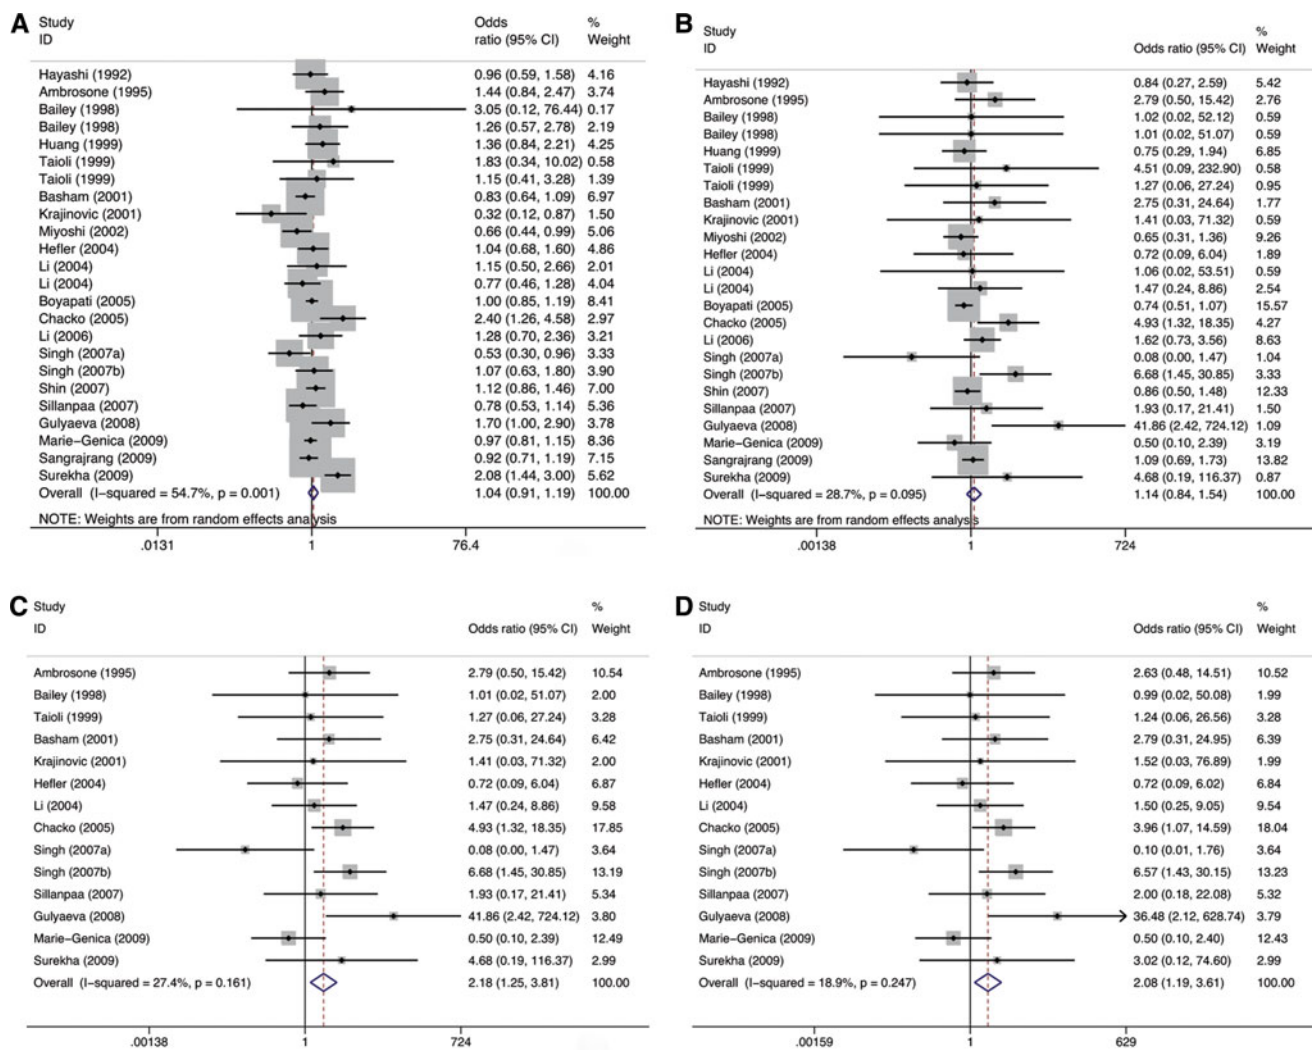 A
Study Odds %
ID ratio (95% CI) Weight
Hayashi (1992) 0.96 (0.59, 1.58) 4.16
Ambrosone (1995) 1.44 (0.84, 2.47) 3.74
Bailey (1998) 3.05 (0.12, 76.44) 0.17
Bailey (1998) 1.26 (0.57, 2.78) 2.19
Huang (1999) 1.36 (0.84, 2.21) 4.25
Taioli (1999) 1.83 (0.34, 10.02) 0.58
Taioli (1999) 1.15 (0.41, 3.28) 1.39
Basham (2001) 0.83 (0.64, 1.09) 6.97
Krajinovic (2001) 0.32 (0.12, 0.87) 1.50
Miyoshi (2002) 0.66 (0.44, 0.99) 5.06
Hefler (2004) 1.04 (0.68, 1.60) 4.86
Li (2004) 1.15 (0.50, 2.66) 2.01
Li (2004) 0.77 (0.46, 1.28) 4.04
Boyapati (2005) 1.00 (0.85, 1.19) 8.41
Chacko (2005) 2.40 (1.26, 4.58) 2.97
Li (2006) 1.28 (0.70, 2.36) 3.21
Singh (2007a) 0.53 (0.30, 0.96) 3.33
Singh (2007b) 1.07 (0.63, 1.80) 3.90
Shin (2007) 1.12 (0.86, 1.46) 7.00
Sillanpaa (2007) 0.78 (0.53, 1.14) 5.36
Gulyaeva (2008) 1.70 (1.00, 2.90) 3.78
Marie−Genica (2009) 0.97 (0.81, 1.15) 8.36
Sangrajrang (2009) 0.92 (0.71, 1.19) 7.15
Surekha (2009) 2.08 (1.44, 3.00) 5.62
Overall (I-squared = 54.7%, p = 0.001) 1.04 (0.91, 1.19) 100.00
NOTE: Weights are from random effects analysis
.0131 1 76.4
B
Study %
ID Odds ratio (95% CI) Weight
Hayashi (1992) 0.84 (0.27, 2.59) 5.42
Ambrosone (1995) 2.79 (0.50, 15.42) 2.76
Bailey (1998) 1.02 (0.02, 52.12) 0.59
Bailey (1998) 1.01 (0.02, 51.07) 0.59
Huang (1999) 0.75 (0.29, 1.94) 6.85
Taioli (1999) 4.51 (0.09, 232.90) 0.58
Taioli (1999) 1.27 (0.06, 27.24) 0.95
Basham (2001) 2.75 (0.31, 24.64) 1.77
Krajinovic (2001) 1.41 (0.03, 71.32) 0.59
Miyoshi (2002) 0.65 (0.31, 1.36) 9.26
Hefler (2004) 0.72 (0.09, 6.04) 1.89
Li (2004) 1.06 (0.02, 53.51) 0.59
Li (2004) 1.47 (0.24, 8.86) 2.54
Boyapati (2005) 0.74 (0.51, 1.07) 15.57
Chacko (2005) 4.93 (1.32, 18.35) 4.27
Li (2006) 1.62 (0.73, 3.56) 8.63
Singh (2007a) 0.08 (0.00, 1.47) 1.04
Singh (2007b) 6.68 (1.45, 30.85) 3.33
Shin (2007) 0.86 (0.50, 1.48) 12.33
Sillanpaa (2007) 1.93 (0.17, 21.41) 1.50
Gulyaeva (2008) 41.86 (2.42, 724.12) 1.09
Marie−Genica (2009) 0.50 (0.10, 2.39) 3.19
Sangrajrang (2009) 1.09 (0.69, 1.73) 13.82
Surekha (2009) 4.68 (0.19, 116.37) 0.87
Overall (I-squared = 28.7%, p = 0.095) 1.14 (0.84, 1.54) 100.00
NOTE: Weights are from random effects analysis
.00138 1 724
C
Study %
ID Odds ratio (95% CI) Weight
Ambrosone (1995) 2.79 (0.50, 15.42) 10.54
Bailey (1998) 1.01 (0.02, 51.07) 2.00
Taioli (1999) 1.27 (0.06, 27.24) 3.28
Basham (2001) 2.75 (0.31, 24.64) 6.42
Krajinovic (2001) 1.41 (0.03, 71.32) 2.00
Hefler (2004) 0.72 (0.09, 6.04) 6.87
Li (2004) 1.47 (0.24, 8.86) 9.58
Chacko (2005) 4.93 (1.32, 18.35) 17.85
Singh (2007a) 0.08 (0.00, 1.47) 3.64
Singh (2007b) 6.68 (1.45, 30.85) 13.19
Sillanpaa (2007) 1.93 (0.17, 21.41) 5.34
Gulyaeva (2008) 41.86 (2.42, 724.12) 3.80
Marie−Genica (2009) 0.50 (0.10, 2.39) 12.49
Surekha (2009) 4.68 (0.19, 116.37) 2.99
Overall (I-squared = 27.4%, p = 0.161) 2.18 (1.25, 3.81) 100.00
.00138 1 724
D
Study %
ID Odds ratio (95% CI) Weight
Ambrosone (1995) 2.63 (0.48, 14.51) 10.52
Bailey (1998) 0.99 (0.02, 50.08) 1.99
Taioli (1999) 1.24 (0.06, 26.56) 3.28
Basham (2001) 2.79 (0.31, 24.95) 6.39
Krajinovic (2001) 1.52 (0.03, 76.89) 1.99
Hefler (2004) 0.72 (0.09, 6.02) 6.84
Li (2004) 1.50 (0.25, 9.05) 9.54
Chacko (2005) 3.96 (1.07, 14.59) 18.04
Singh (2007a) 0.10 (0.01, 1.76) 3.64
Singh (2007b) 6.57 (1.43, 30.15) 13.23
Sillanpaa (2007) 2.00 (0.18, 22.08) 5.32
Gulyaeva (2008) 36.48 (2.12, 628.74) 3.79
Marie−Genica (2009) 0.50 (0.10, 2.40) 12.43
Surekha (2009) 3.02 (0.12, 74.60) 2.99
Overall (I-squared = 18.9%, p = 0.247) 2.08 (1.19, 3.61) 100.00
.00159 1 629